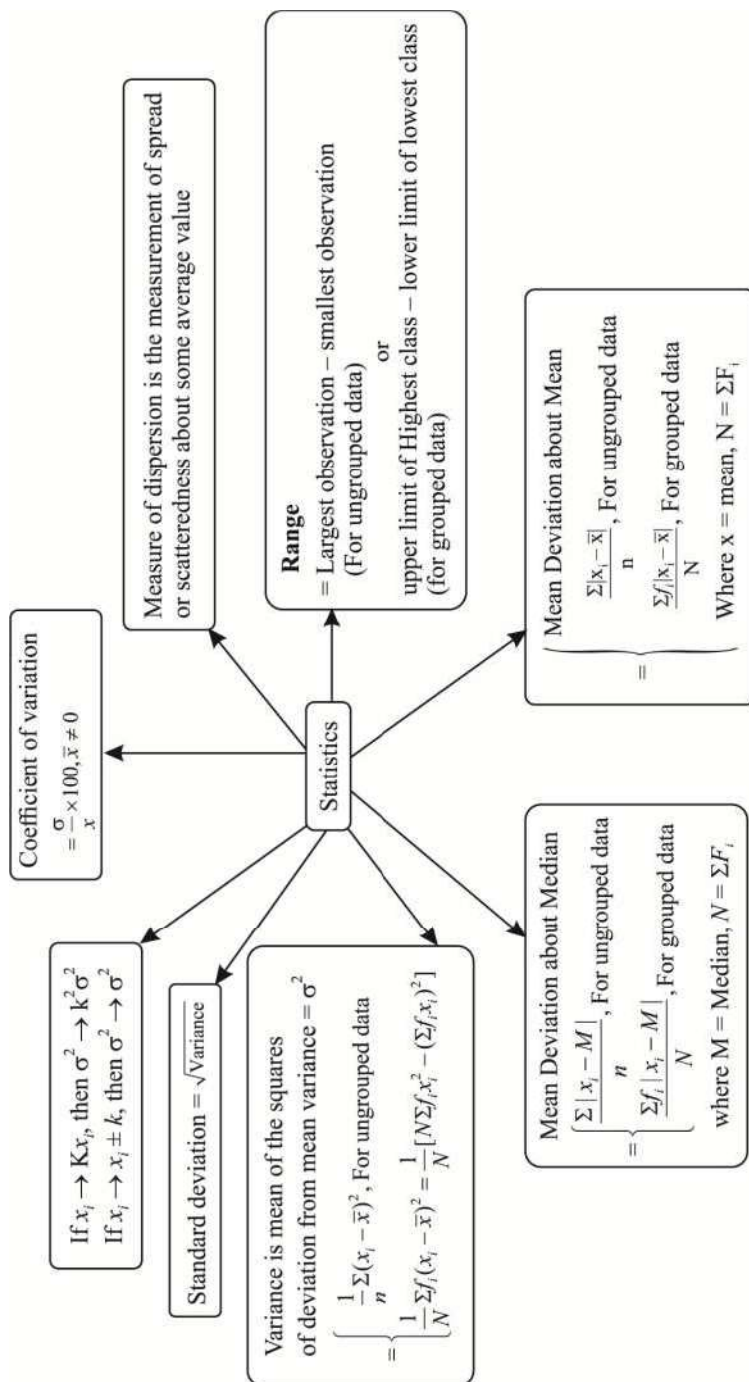 Coefficient of variation
= σ/x × 100, x̅ ≠ 0
Measure of dispersion is the measurement of spread
or scatteredness about some average value
Range
= Largest observation – smallest observation
(For ungrouped data)
or
upper limit of Highest class – lower limit of lowest class
(for grouped data)
Statistics
If xᵢ → Kxᵢ, then σ² → k²σ²
If xᵢ → xᵢ ± k, then σ² → σ²
Standard deviation = √Variance
Variance is mean of the squares
of deviation from mean variance = σ²
= { 1/n Σ(xᵢ – x̅)², For ungrouped data
1/N Σfᵢ(xᵢ – x̅)² = 1/N [NΣfᵢxᵢ² – (Σfᵢxᵢ)²]
Mean Deviation about Median
= { Σ|xᵢ – M|/n, For ungrouped data
Σfᵢ|xᵢ – M|/N, For grouped data
where M = Median, N = ΣFᵢ
Mean Deviation about Mean
= { Σ|xᵢ – x̅|/n, For ungrouped data
Σfᵢ|xᵢ – x̅|/N, For grouped data
Where x = mean, N = ΣFᵢ